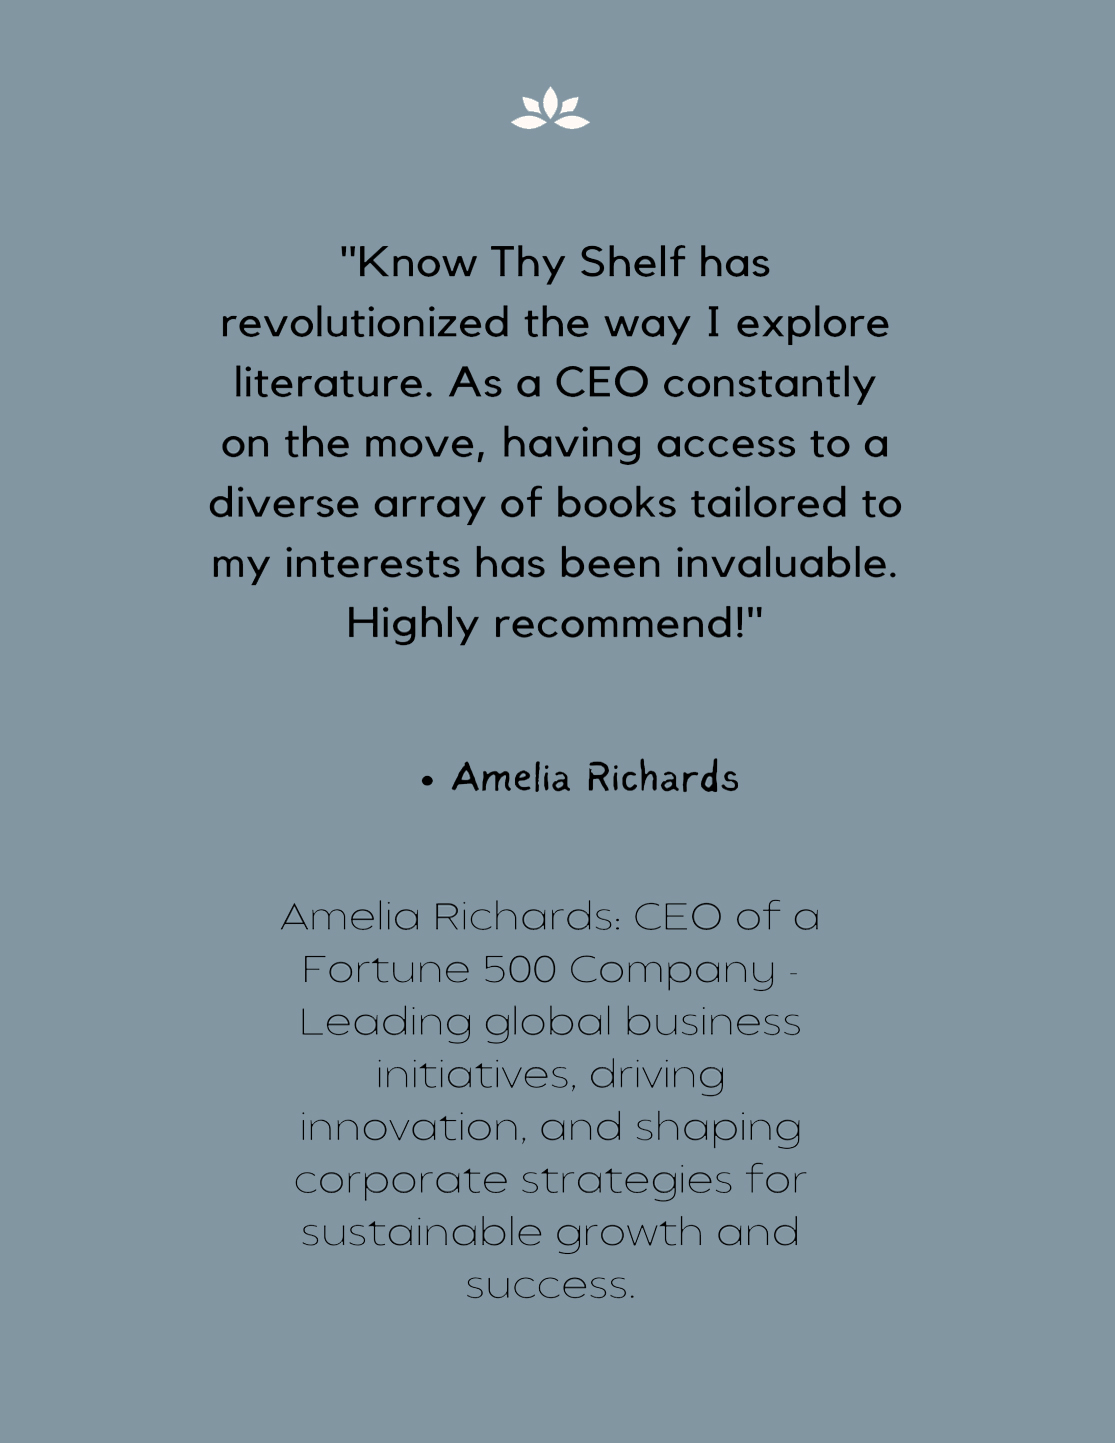 "Know Thy Shelf has
revolutionized the way I explore
literature. As a CEO constantly
on the move, having access to a
diverse array of books tailored to
my interests has been invaluable.
Highly recommend!"
• Amelia Richards
Amelia Richards: CEO of a
Fortune 500 Company -
Leading global business
initiatives, driving
innovation, and shaping
corporate strategies for
sustainable growth and
success.